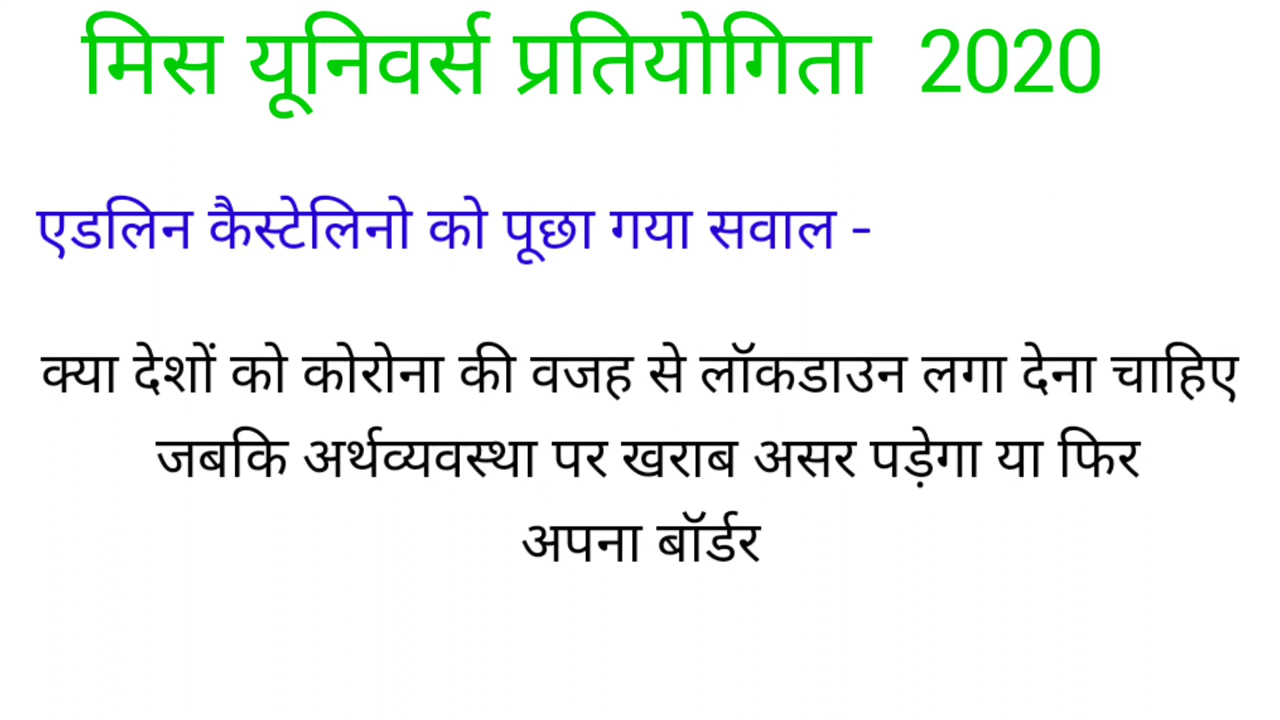 मिस यूनिवर्स प्रतियोगिता 2020
एडलिन कैस्टेलिनो को पूछा गया सवाल -
क्या देशों को कोरोना की वजह से लॉकडाउन लगा देना चाहिए
जबकि अर्थव्यवस्था पर खराब असर पड़ेगा या फिर
अपना बॉर्डर